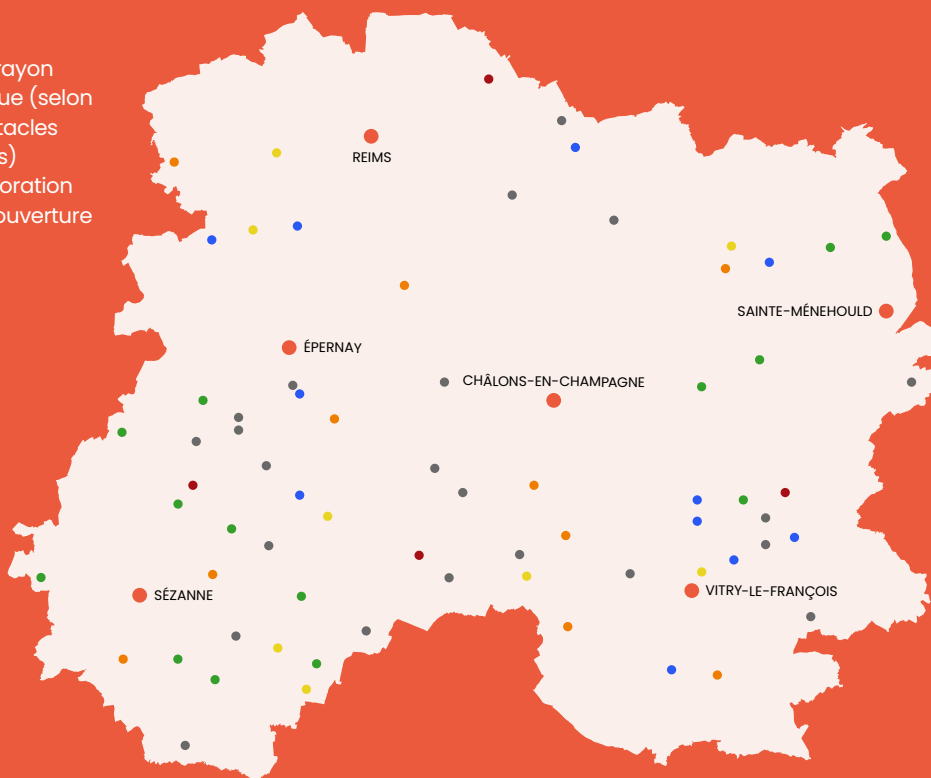 rayon
ue (selon
tacles
s)
oration
ouverture
REIMS
SAINTE-MÉNEHOULD
ÉPERNAY
CHÂLONS-EN-CHAMPAGNE
SÉZANNE
VITRY-LE-FRANÇOIS